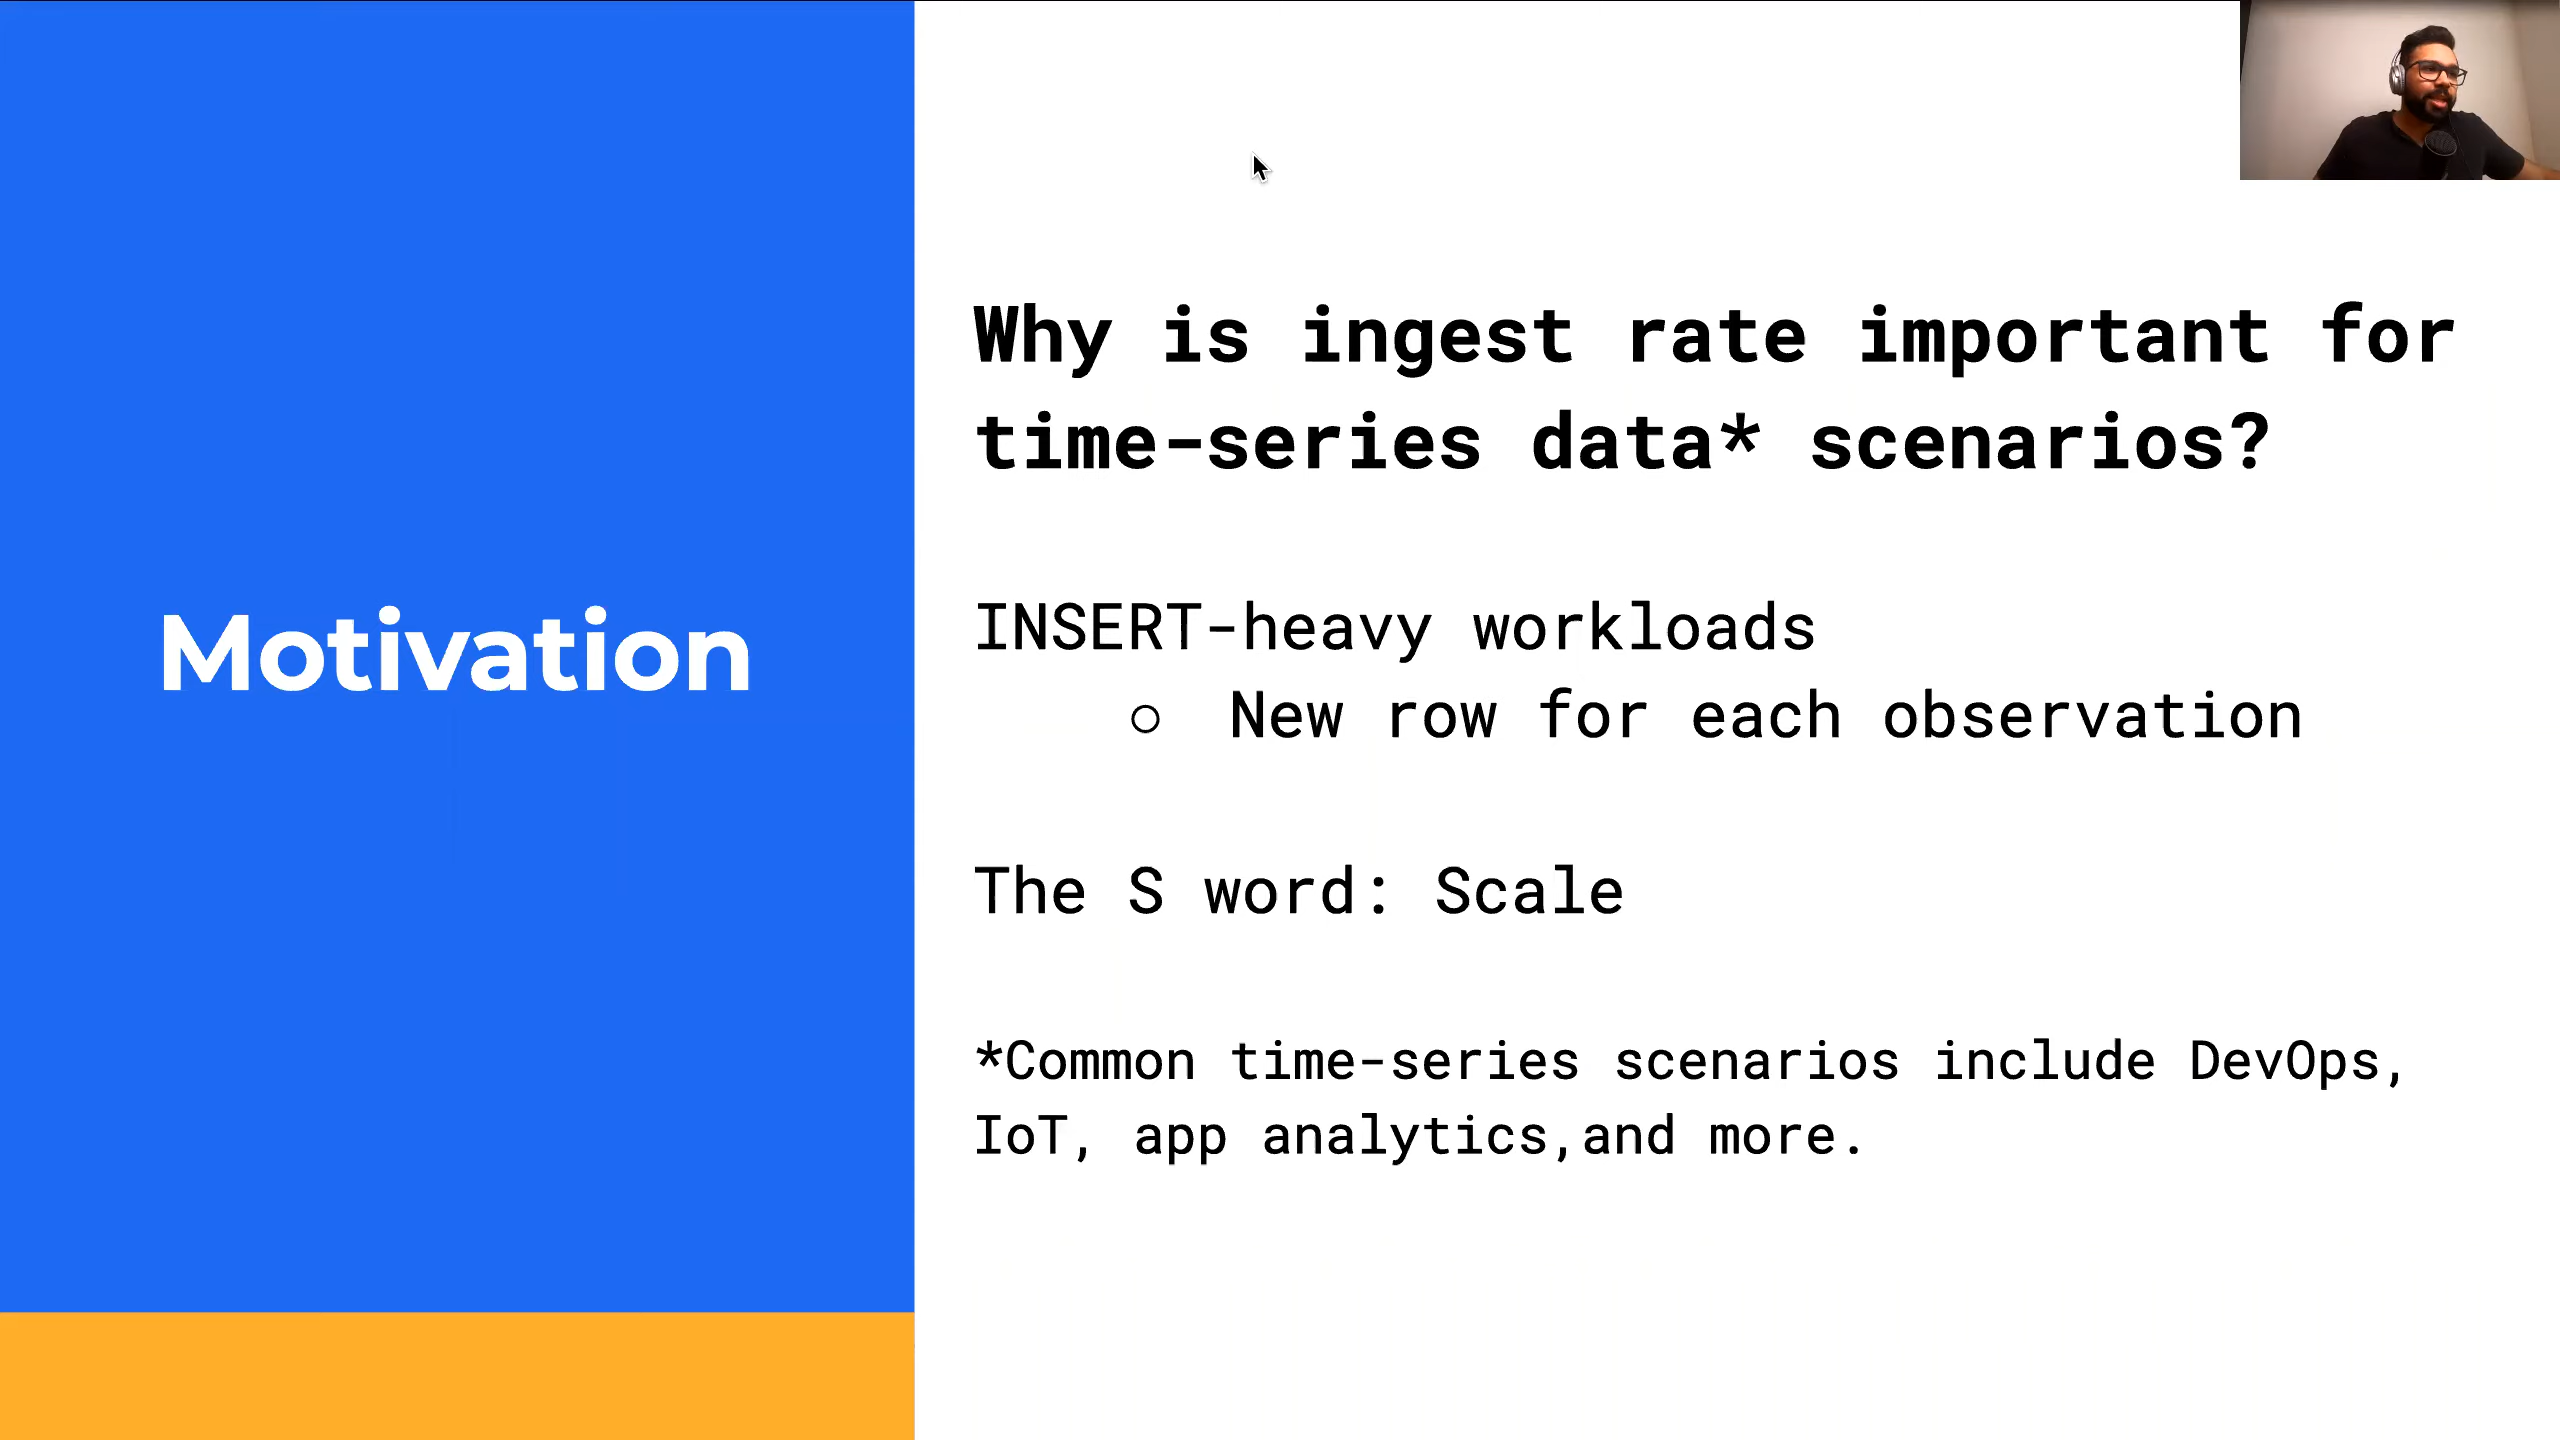 Motivation
Why is ingest rate important for
time-series data* scenarios?
INSERT-heavy workloads
○ New row for each observation
The S word: Scale
*Common time-series scenarios include DevOps,
IoT, app analytics,and more.